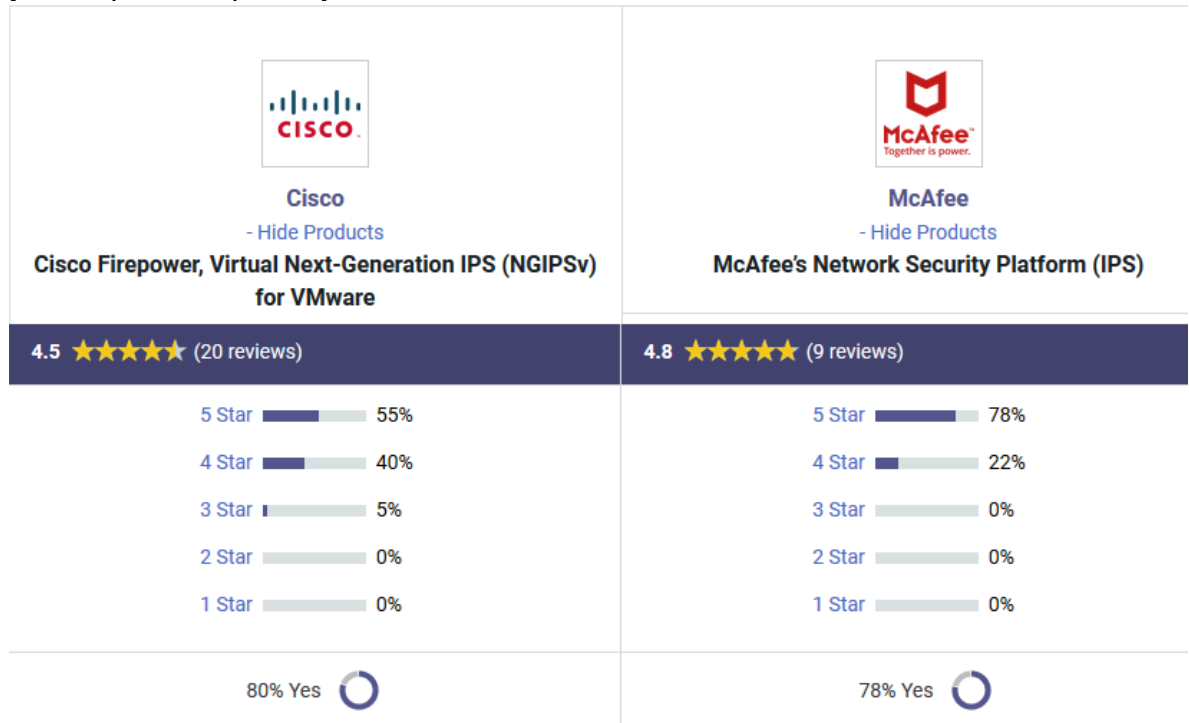 CISCO
Cisco
- Hide Products
Cisco Firepower, Virtual Next-Generation IPS (NGIPSv)
for VMware
4.5 (20 reviews)
5 Star 55%
4 Star 40%
3 Star 5%
2 Star 0%
1 Star 0%
80% Yes
McAfee™
Together is power.
McAfee
- Hide Products
McAfee's Network Security Platform (IPS)
4.8 (9 reviews)
5 Star 78%
4 Star 22%
3 Star 0%
2 Star 0%
1 Star 0%
78% Yes